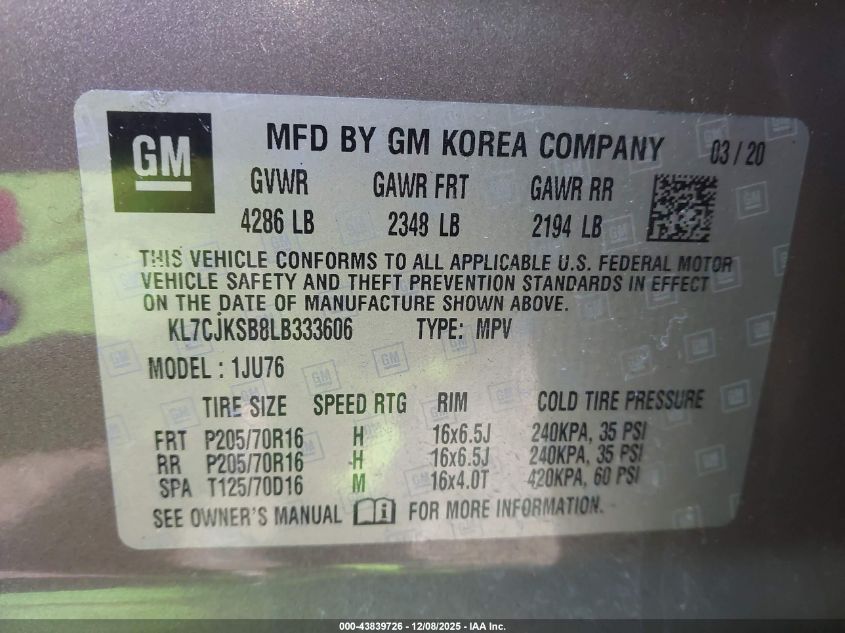 GM
MFD BY GM KOREA COMPANY 03 / 20
GVWR GAWR FRT GAWR RR
4286 LB 2348 LB 2194 LB
THIS VEHICLE CONFORMS TO ALL APPLICABLE U.S. FEDERAL MOTOR
VEHICLE SAFETY AND THEFT PREVENTION STANDARDS IN EFFECT
ON THE DATE OF MANUFACTURE SHOWN ABOVE.
KL7CJKSB8LB333606 TYPE: MPV
MODEL : 1JU76
TIRE SIZE SPEED RTG RIM COLD TIRE PRESSURE
FRT P205/70R16 H 16x6.5J 240KPA, 35 PSI
RR P205/70R16 H 16x6.5J 240KPA, 35 PSI
SPA T125/70D16 M 16x4.0T 420KPA, 60 PSI
SEE OWNER'S MANUAL i FOR MORE INFORMATION.
000-43839726 - 12/08/2025 - IAA Inc.